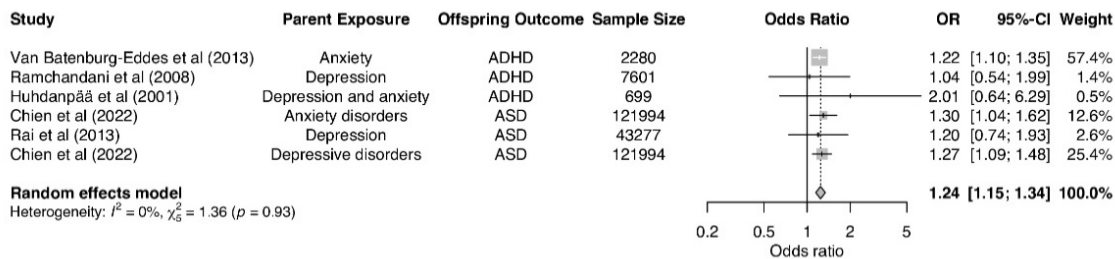 Study Parent Exposure Offspring Outcome Sample Size Odds Ratio OR 95%-CI Weight
Van Batenburg-Eddes et al (2013) Anxiety ADHD 2280 1.22 [1.10; 1.35] 57.4%
Ramchandani et al (2008) Depression ADHD 7601 1.04 [0.54; 1.99] 1.4%
Huhdanpää et al (2001) Depression and anxiety ADHD 699 2.01 [0.64; 6.29] 0.5%
Chien et al (2022) Anxiety disorders ASD 121994 1.30 [1.04; 1.62] 12.6%
Rai et al (2013) Depression ASD 43277 1.20 [0.74; 1.93] 2.6%
Chien et al (2022) Depressive disorders ASD 121994 1.27 [1.09; 1.48] 25.4%
Random effects model 1.24 [1.15; 1.34] 100.0%
Heterogeneity: I² = 0%, χ²₅ = 1.36 (p = 0.93)
0.2 0.5 1 2 5
Odds ratio